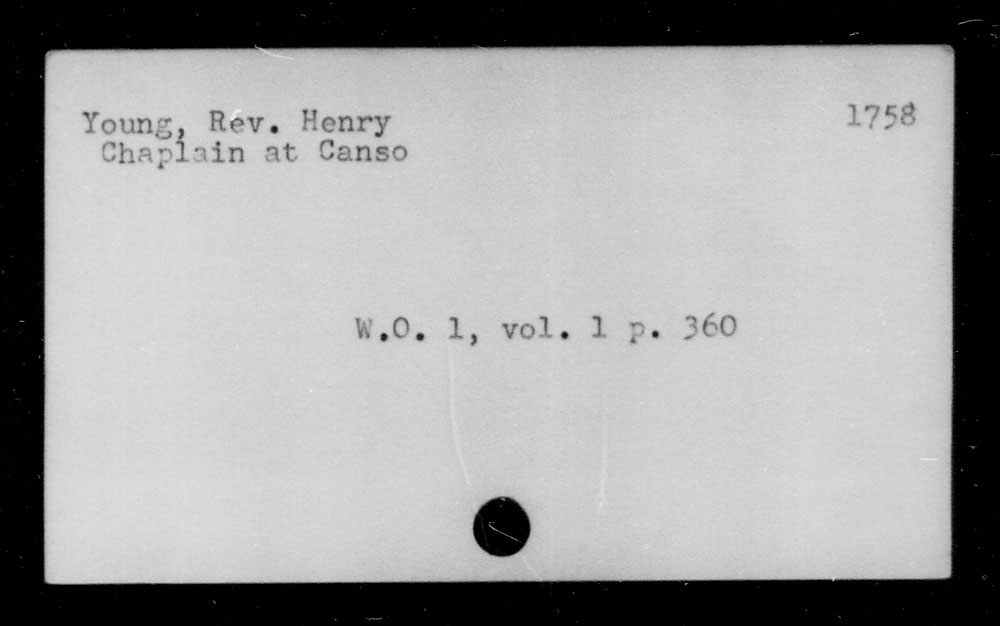 Young, Rev. Henry 1758
Chaplain at Canso
W.O. 1, vol. 1 p. 360